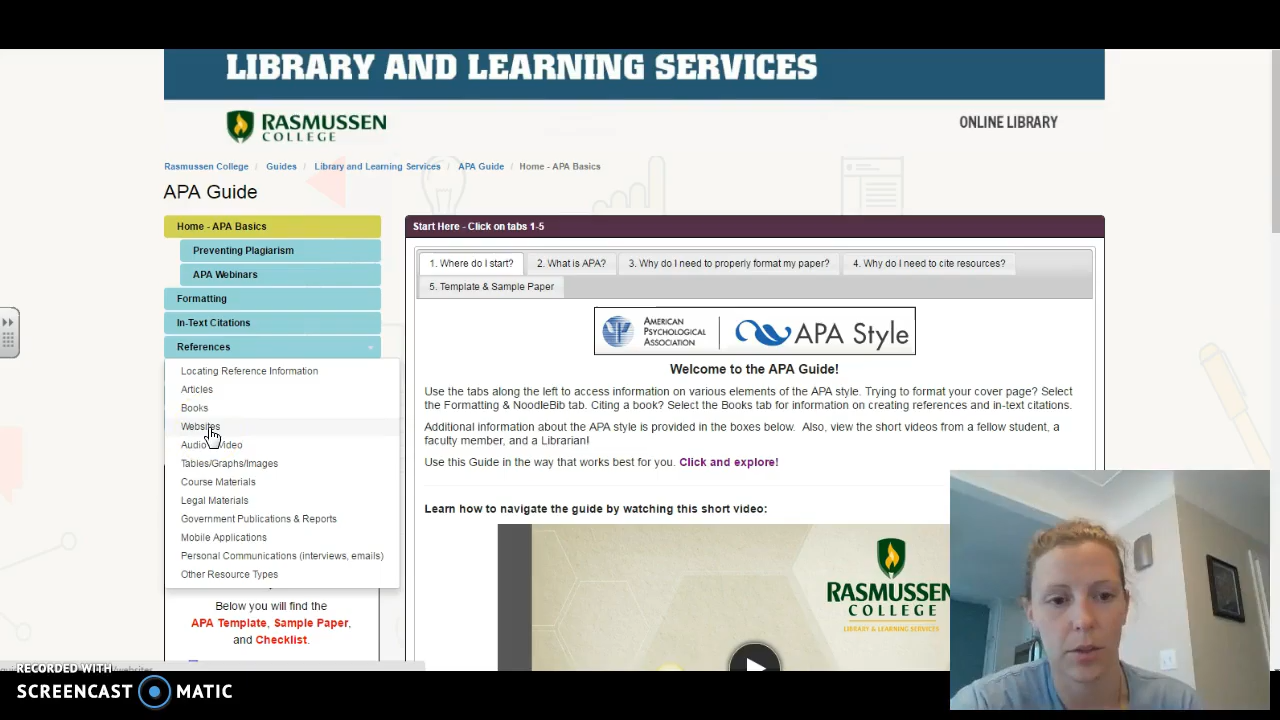 LIBRARY AND LEARNING SERVICES
RASMUSSEN
COLLEGE
ONLINE LIBRARY
Rasmussen College / Guides / Library and Learning Services / APA Guide / Home - APA Basics
APA Guide
Home - APA Basics
Preventing Plagiarism
APA Webinars
Formatting
In-Text Citations
References
Locating Reference Information
Articles
Books
Websites
Video
Tables/Graphs/Images
Course Materials
Legal Materials
Government Publications & Reports
Mobile Applications
Personal Communications (interviews, emails)
Other Resource Types
Below you will find the
APA Template, Sample Paper,
and Checklist.
Start Here - Click on tabs 1-5
1. Where do I start?
2. What is APA?
3. Why do I need to properly format my paper?
4. Why do I need to cite resources?
5. Template & Sample Paper
AMERICAN
PSYCHOLOGICAL
ASSOCIATION
APA Style
Welcome to the APA Guide!
Use the tabs along the left to access information on various elements of the APA style. Trying to format your cover page? Select
the Formatting & NoodleBib tab. Citing a book? Select the Books tab for information on creating references and in-text citations.
Additional information about the APA style is provided in the boxes below. Also, view the short videos from a fellow student, a
faculty member, and a Librarian!
Use this Guide in the way that works best for you. Click and explore!
Learn how to navigate the guide by watching this short video:
RASMUSSEN
COLLEGE
LIBRARY & LEARNING SERVICES
RECORDED WITH
SCREENCAST MATIC